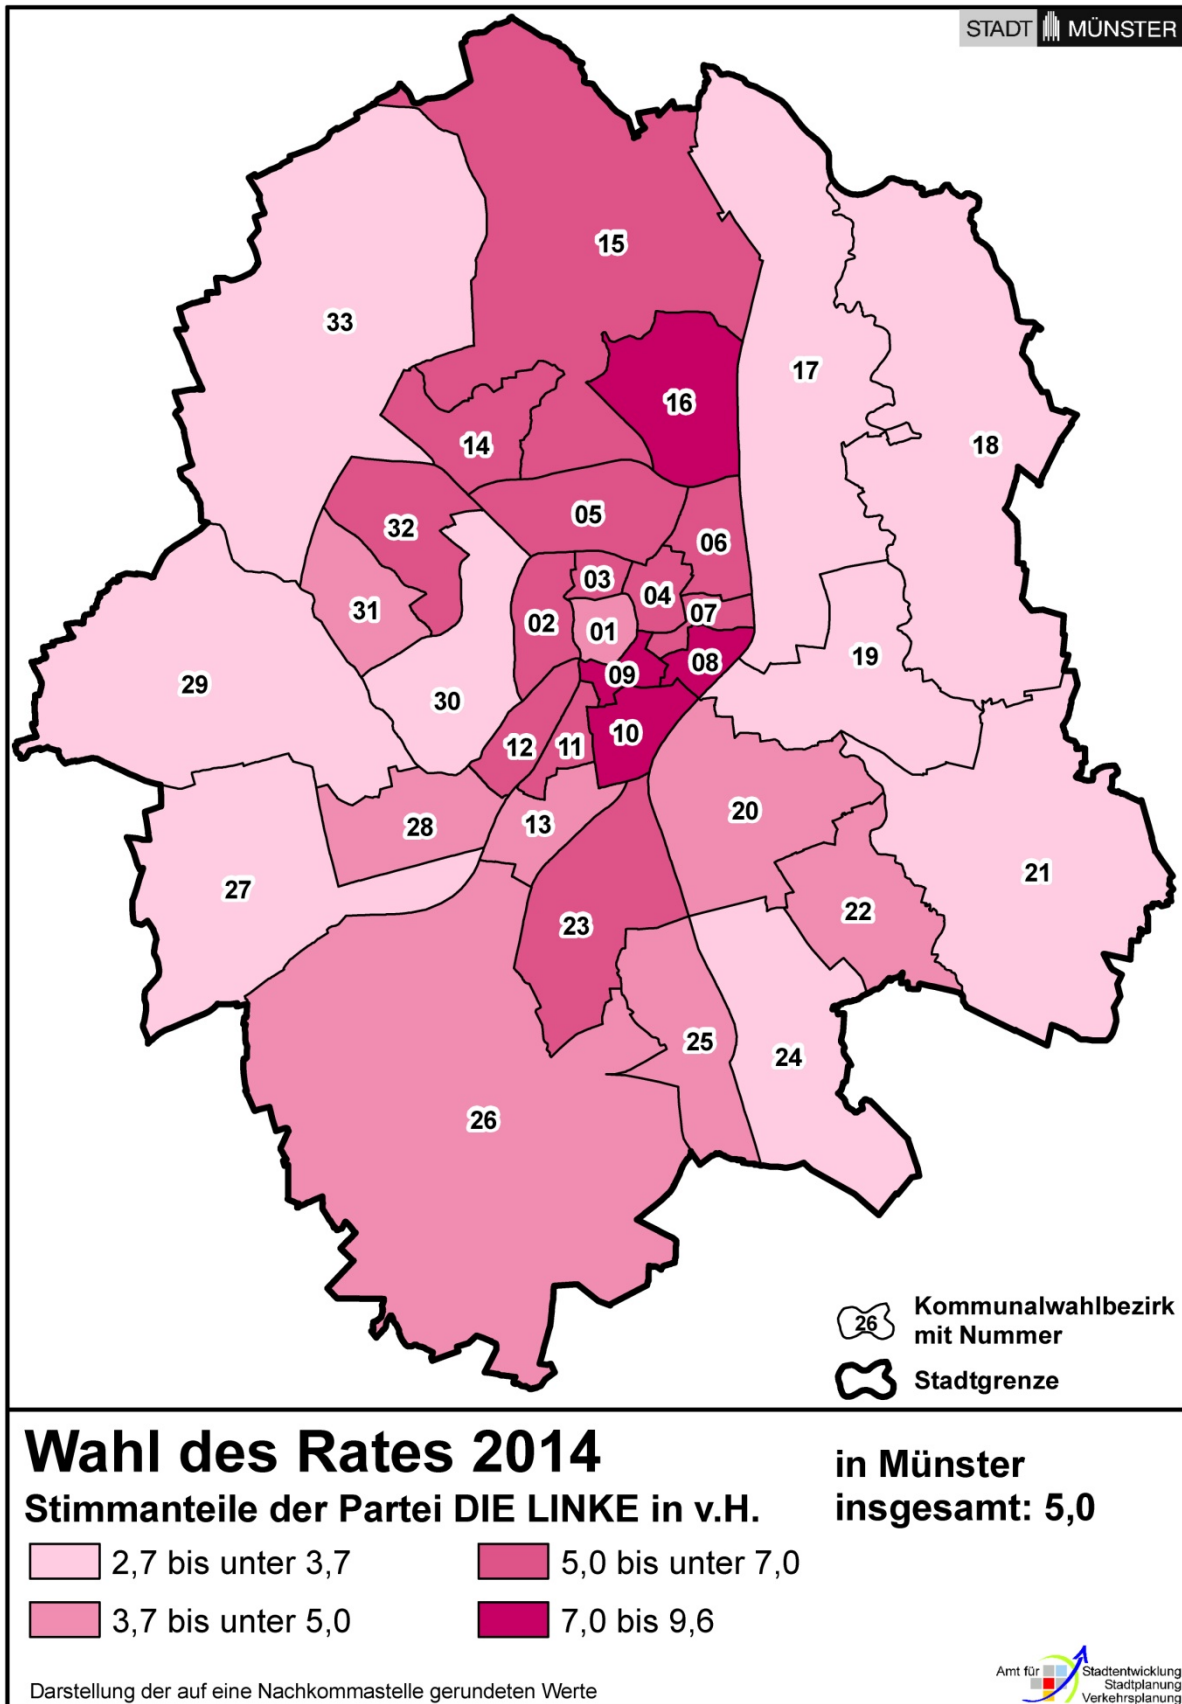 STADT MÜNSTER
15
33
17
16
18
14
05
32
06
03
04
31
07
02
01
19
08
09
29
30
10
12
11
20
13
28
21
27
22
23
25
24
26
26
Kommunalwahlbezirk
mit Nummer
Stadtgrenze
Wahl des Rates 2014
Stimmanteile der Partei DIE LINKE in v.H.
in Münster
insgesamt: 5,0
2,7 bis unter 3,7
5,0 bis unter 7,0
3,7 bis unter 5,0
7,0 bis 9,6
Darstellung der auf eine Nachkommastelle gerundeten Werte
Amt für Stadtentwicklung
Stadtplanung
Verkehrsplanung